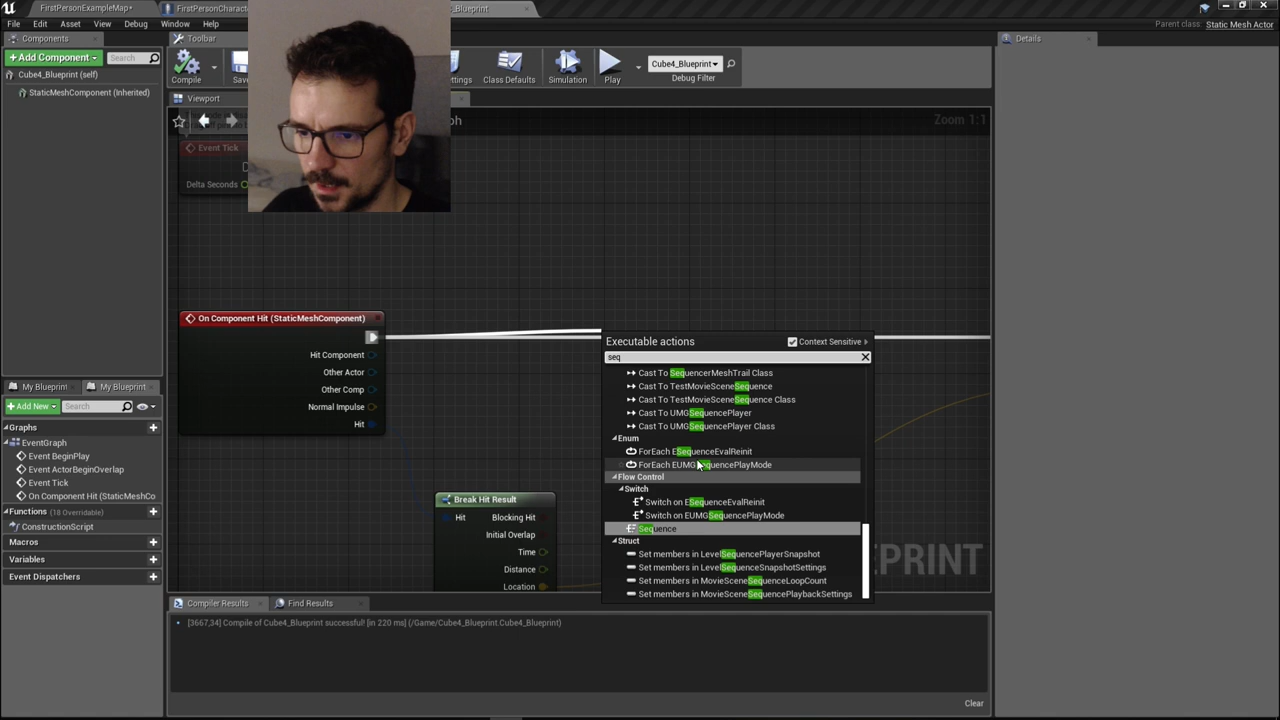 FirstPersonExampleMap*
FirstPersonCharacte
_Blueprint
File
Edit
Asset
View
Debug
Window
Help
Parent class:
Static Mesh Actor
Components
Toolbar
Details
+ Add Component
Search
Cube4_Blueprint (self)
StaticMeshComponent (Inherited)
Compile
Save
ettings
Class Defaults
Simulation
Play
Cube4_Blueprint
Debug Filter
Viewport
ph
Zoom 1:1
Event Tick
Delta Seconds
On Component Hit (StaticMeshComponent)
Hit Component
Other Actor
Other Comp
Normal Impulse
Hit
Break Hit Result
Hit
Blocking Hit
Initial Overlap
Time
Distance
Location
Executable actions
Context Sensitive
seq
Cast To SequencerMeshTrail Class
Cast To TestMovieSceneSequence
Cast To TestMovieSceneSequence Class
Cast To UMGSequencePlayer
Cast To UMGSequencePlayer Class
Enum
ForEach ESequenceEvalReinit
ForEach EUMGSequencePlayMode
Flow Control
Switch
Switch on ESequenceEvalReinit
Switch on EUMGSequencePlayMode
Sequence
Struct
Set members in LevelSequencePlayerSnapshot
Set members in LevelSequenceSnapshotSettings
Set members in MovieSceneSequenceLoopCount
Set members in MovieSceneSequencePlaybackSettings
EPRINT
My Blueprint
My Blueprint
+ Add New
Search
Graphs
EventGraph
Event BeginPlay
Event ActorBeginOverlap
Event Tick
On Component Hit (StaticMeshCo
Functions (18 Overridable)
ConstructionScript
Macros
Variables
Event Dispatchers
Compiler Results
Find Results
[3667,34] Compile of Cube4_Blueprint successful! [in 220 ms] (/Game/Cube4_Blueprint.Cube4_Blueprint)
Clear